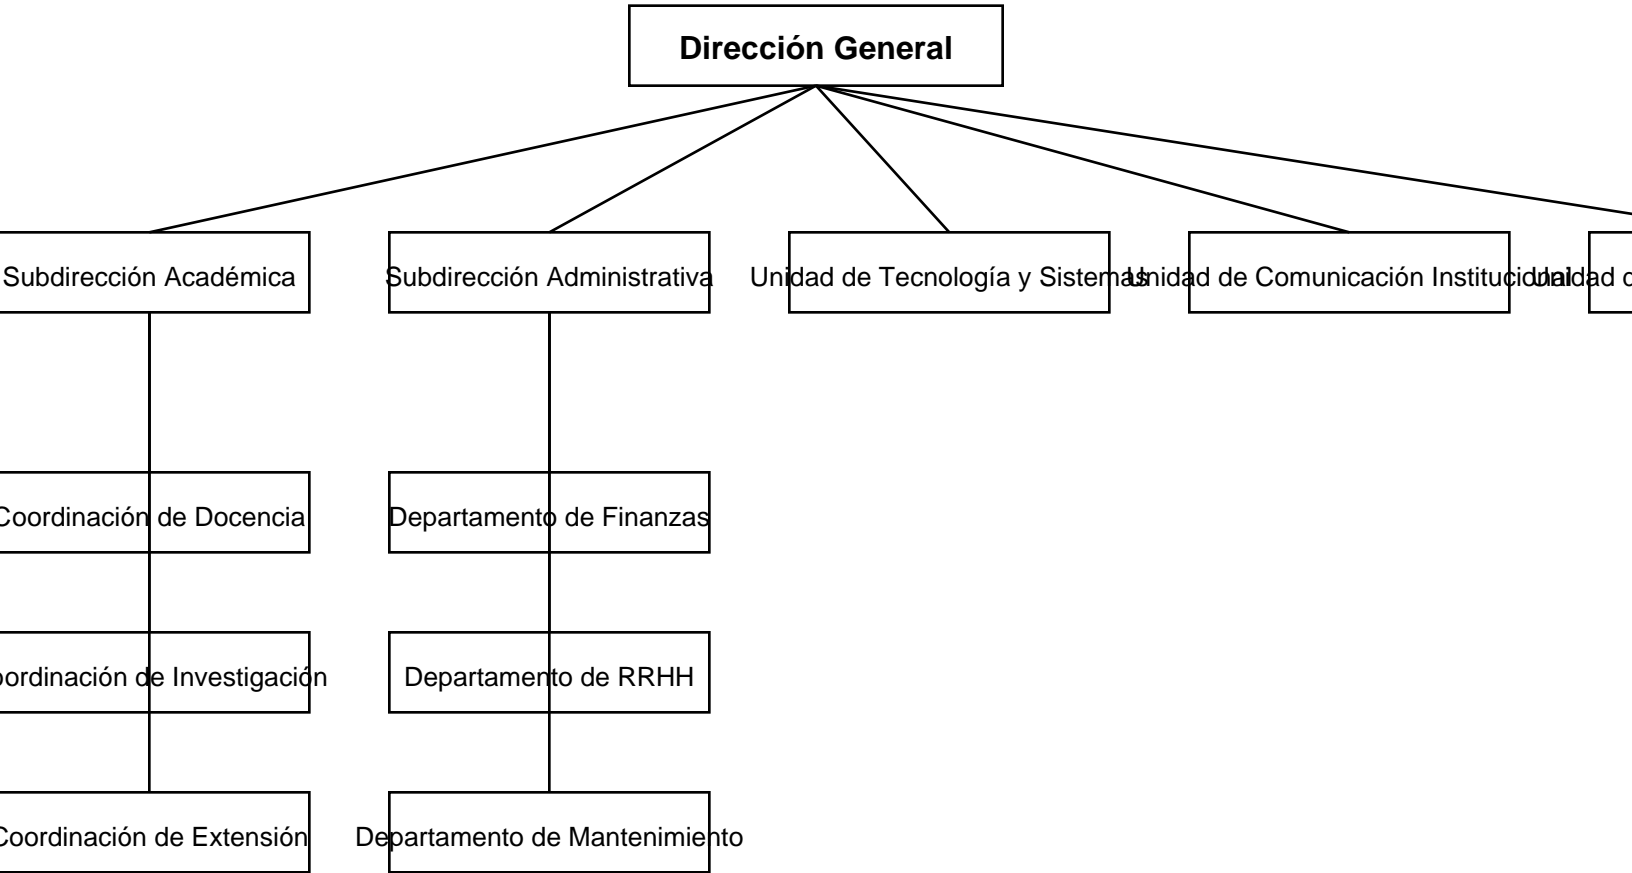 Dirección General
Subdirección Académica
Subdirección Administrativa
Unidad de Tecnología y Sistemas
Unidad de Comunicación Institucional
Unidad
Coordinación de Docencia
Departamento de Finanzas
Coordinación de Investigación
Departamento de RRHH
Coordinación de Extensión
Departamento de Mantenimiento